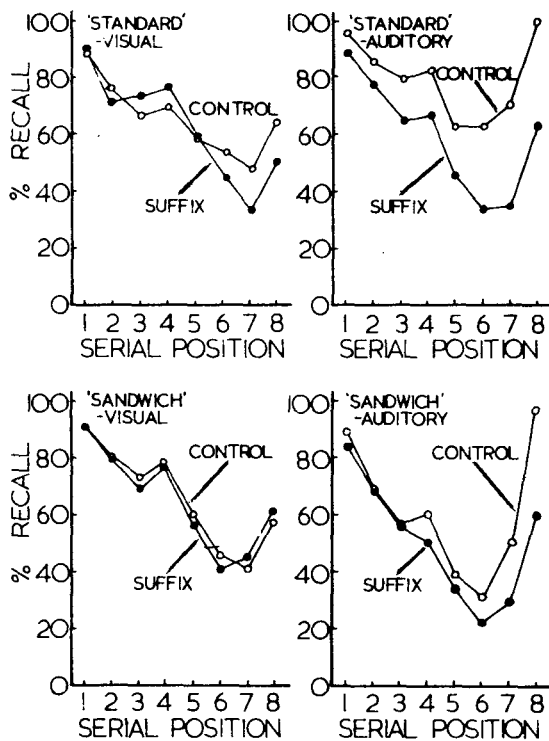 'STANDARD'
-VISUAL
100
80
60
40
20
0
% RECALL
CONTROL
SUFFIX
1 2 3 4 5 6 7 8
SERIAL POSITION
'STANDARD'
-AUDITORY
100
80
60
40
20
0
CONTROL
SUFFIX
1 2 3 4 5 6 7 8
SERIAL POSITION
'SANDWICH'
-VISUAL
100
80
60
40
20
0
% RECALL
CONTROL
SUFFIX
1 2 3 4 5 6 7 8
SERIAL POSITION
'SANDWICH'
-AUDITORY
100
80
60
40
20
0
CONTROL
SUFFIX
1 2 3 4 5 6 7 8
SERIAL POSITION